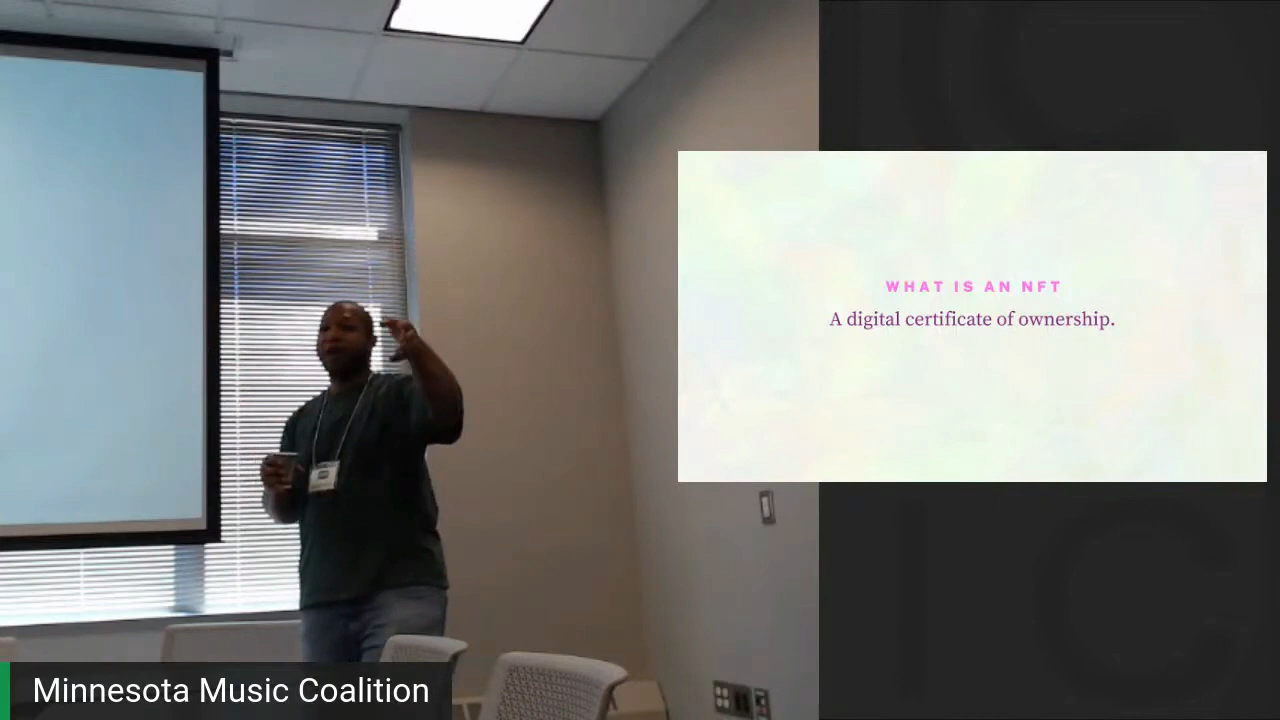 WHAT IS AN NFT
A digital certificate of ownership.
Minnesota Music Coalition